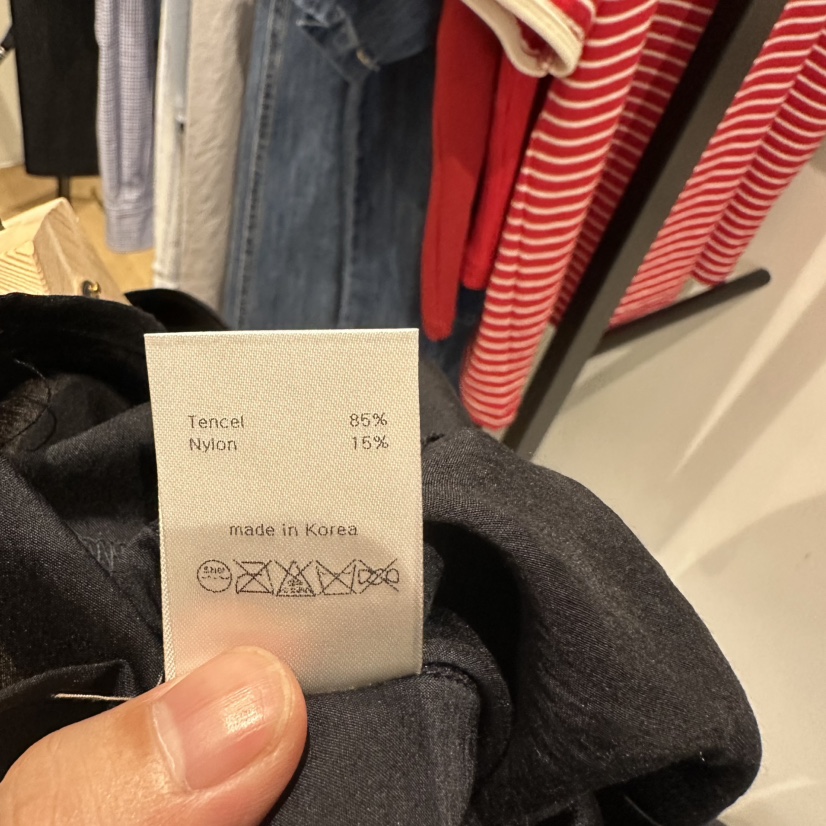 Tencel 85%
Nylon 15%
made in Korea